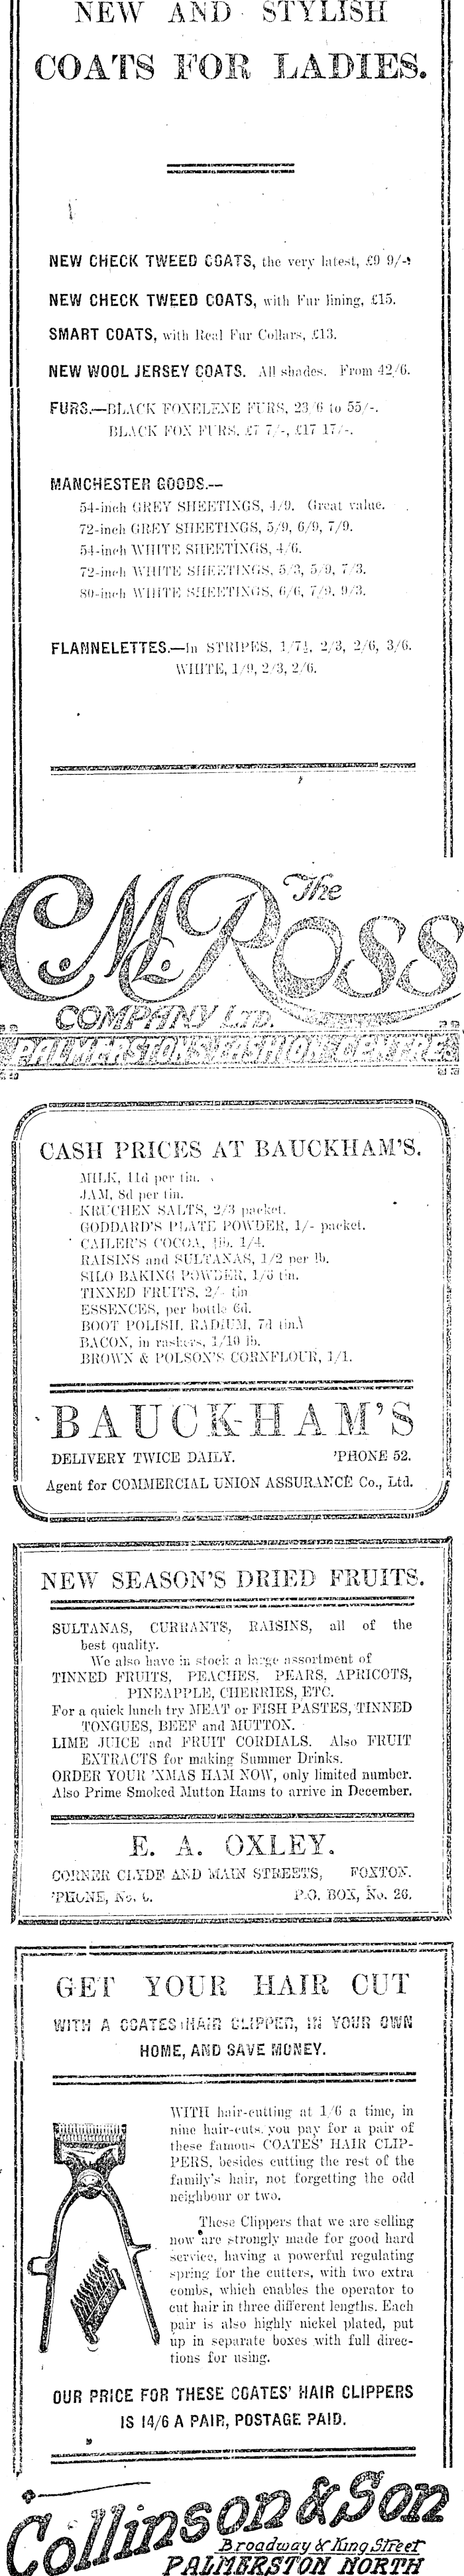 NEW AND STYLISH
COATS FOR LADIES.
NEW CHECK TWEED COATS, the very latest, £9 9/-
NEW CHECK TWEED COATS, with Fur lining, £15.
SMART COATS, with Real Fur Collars, £13.
NEW WOOL JERSEY COATS. All shades. From 42/6.
FURS.—BLACK FOXELENE FURS, 23/6 to 55/-.
BLACK FOX FURS, £7 7/-, £17 17/-.
MANCHESTER GOODS.—
54-inch GREY SHEETINGS, 4/9. Great value.
72-inch GREY SHEETINGS, 5/9, 6/9, 7/9.
54-inch WHITE SHEETINGS, 4/6.
72-inch WHITE SHEETINGS, 5/3, 5/9, 7/3.
80-inch WHITE SHEETINGS, 6/6, 7/9, 9/3.
FLANNELETTES.—In STRIPES, 1/7½, 2/3, 2/6, 3/6.
WHITE, 1/9, 2/3, 2/6.
The
C.M. Ross
COMPANY LTD.
PALMERSTON'S FASHION CENTRE
CASH PRICES AT BAUCKHAM'S.
MILK, 11d per tin.
JAM, 8d per tin.
KRUCHEN SALTS, 2/3 packet.
GODDARD'S PLATE POWDER, 1/- packet.
CAILER'S COCOA, 1/4.
RAISINS and SULTANAS, 1/2 per lb.
SILO BAKING POWDER, 1/6 tin.
TINNED FRUITS, 2/- tin
ESSENCES, per bottle 6d.
BOOT POLISH, RADIUM, 7d tin.
BACON, in rashers, 1/10 lb.
BROWN & POLSON'S CORNFLOUR, 1/1.
BAUCKHAM'S
DELIVERY TWICE DAILY. 'PHONE 52.
Agent for COMMERCIAL UNION ASSURANCE Co., Ltd.
NEW SEASON'S DRIED FRUITS.
SULTANAS, CURRANTS, RAISINS, all of the
best quality.
We also have in stock a large assortment of
TINNED FRUITS, PEACHES, PEARS, APRICOTS,
PINEAPPLE, CHERRIES, ETC.
For a quick lunch try MEAT or FISH PASTES, TINNED
TONGUES, BEEF and MUTTON.
LIME JUICE and FRUIT CORDIALS. Also FRUIT
EXTRACTS for making Summer Drinks.
ORDER YOUR 'XMAS HAM NOW, only limited number.
Also Prime Smoked Mutton Hams to arrive in December.
E. A. OXLEY.
CORNER CLYDE AND MAIN STREETS, FOXTON.
'PHONE, No. 6. P.O. BOX, No. 26.
GET YOUR HAIR CUT
WITH A COATES HAIR CLIPPER, IN YOUR OWN
HOME, AND SAVE MONEY.
WITH hair-cutting at 1/6 a time, in
nine hair-cuts, you pay for a pair of
these famous COATES' HAIR CLIP-
PERS, besides cutting the rest of the
family's hair, not forgetting the odd
neighbour or two.
These Clippers that we are selling
now are strongly made for good hard
service, having a powerful regulating
spring for the cutters, with two extra
combs, which enables the operator to
cut hair in three different lengths. Each
pair is also highly nickel plated, put
up in separate boxes with full direc-
tions for using.
OUR PRICE FOR THESE COATES' HAIR CLIPPERS
IS 14/6 A PAIR, POSTAGE PAID.
Collinson & Son
Broadway & King Street
PALMERSTON NORTH